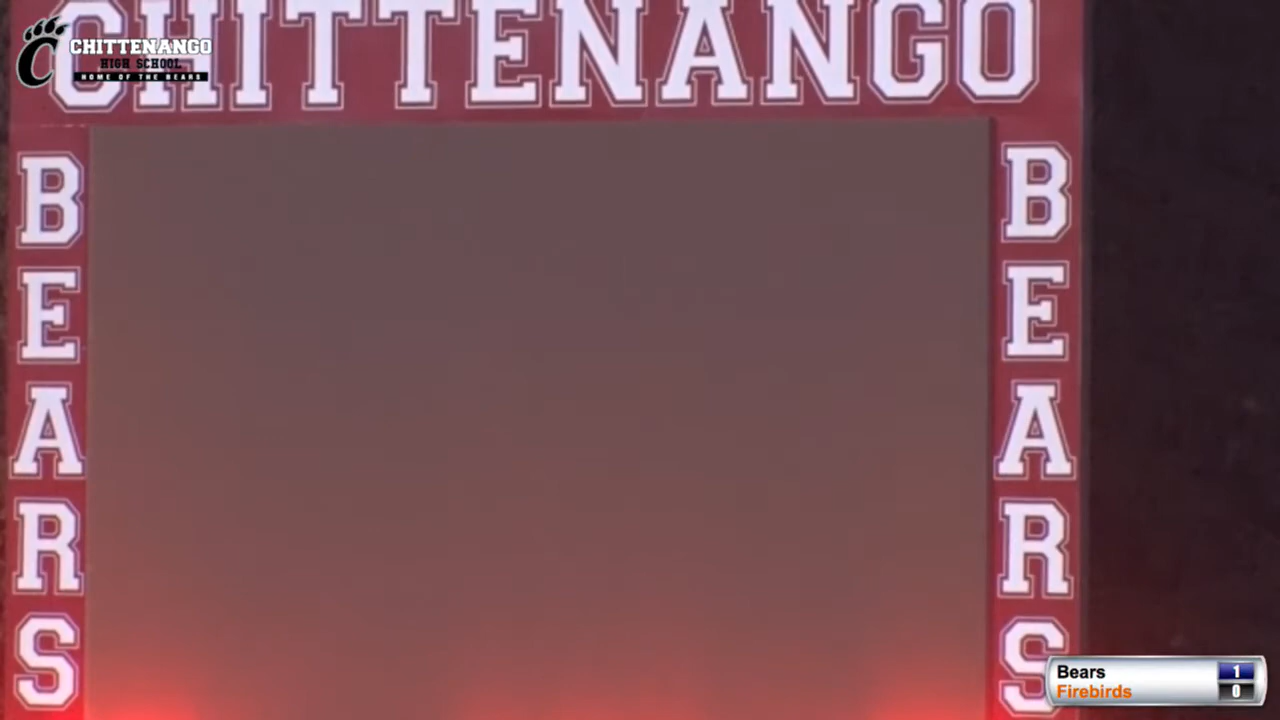 CHITTENANGO
CHITTENANGO
HIGH SCHOOL
HOME OF THE BEARS
BEARS
BEARS
Bears 1
Firebirds 0